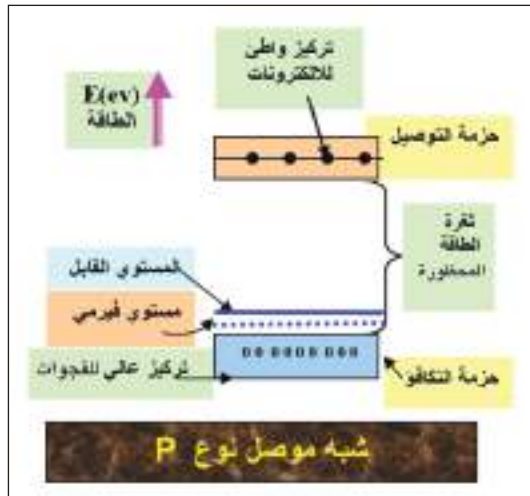 تركيز واطئ
للالكترونات
E(ev)
الطاقة
حزمة التوصيل
ثغرة
الطاقة
المحظورة
المستوى القابل
مستوى فيرمي
تركيز عالي للفجوات
حزمة التكافؤ
شبه موصل نوع P